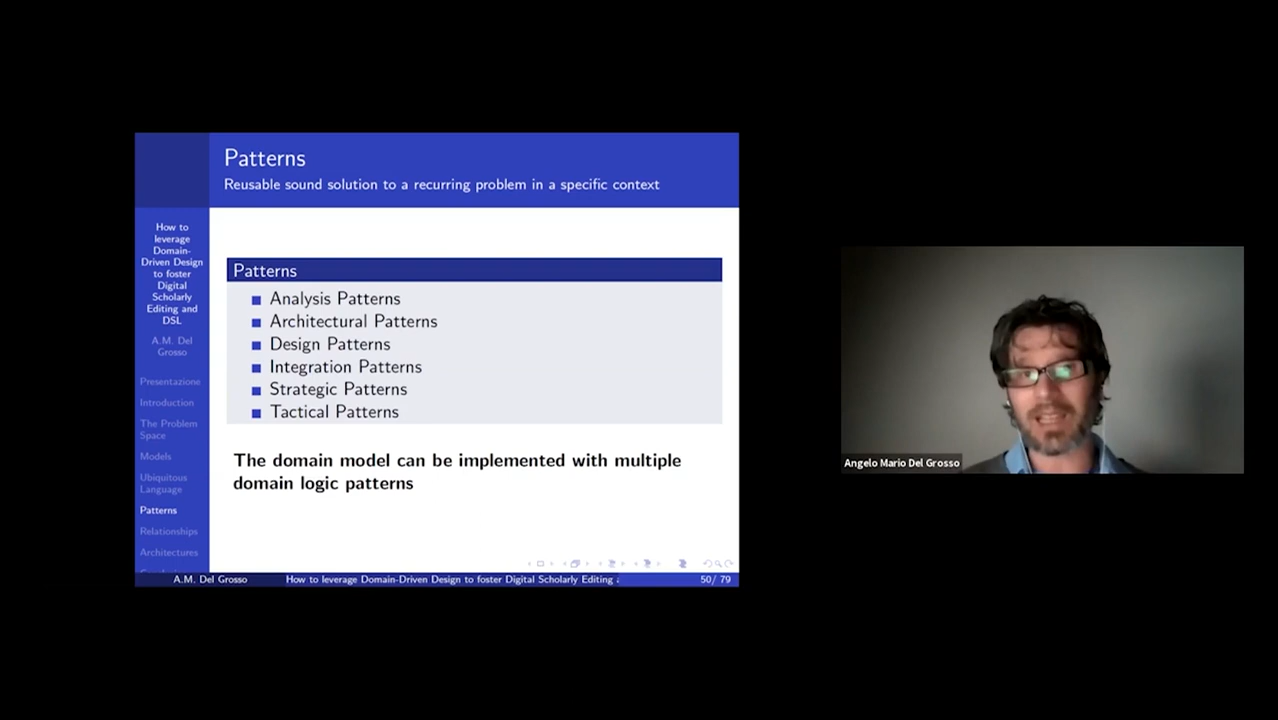 Patterns
Reusable sound solution to a recurring problem in a specific context
How to
leverage
Domain-
Driven Design
to foster
Digital
Scholarly
Editing and
DSL
A.M. Del
Grosso
Presentazione
Introduction
The Problem
Space
Models
Ubiquitous
Language
Patterns
Relationships
Architectures
Patterns
Analysis Patterns
Architectural Patterns
Design Patterns
Integration Patterns
Strategic Patterns
Tactical Patterns
The domain model can be implemented with multiple
domain logic patterns
A.M. Del Grosso
How to leverage Domain-Driven Design to foster Digital Scholarly Editing
50/ 79
Angelo Mario Del Grosso